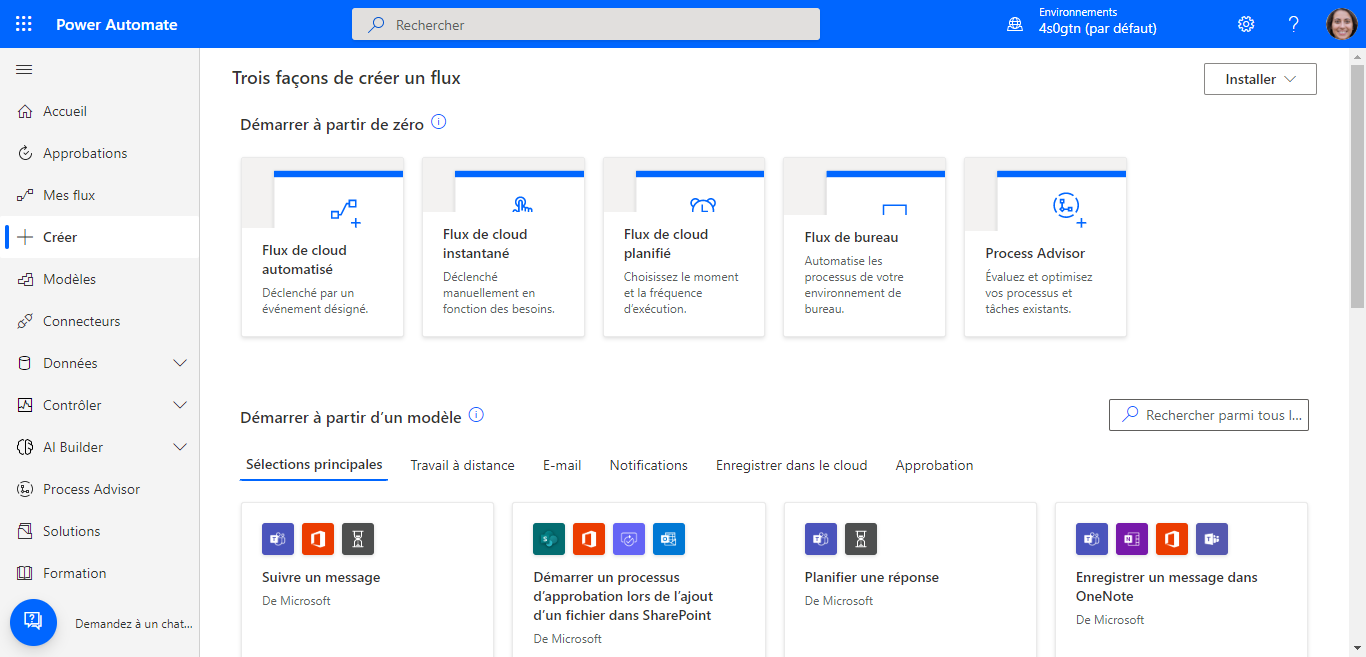 Power Automate
Rechercher
Environnements
4s0gtn (par défaut)
?
Accueil
Approbations
Mes flux
Créer
Modèles
Connecteurs
Données
Contrôler
AI Builder
Process Advisor
Solutions
Formation
Demandez à un chat...
Trois façons de créer un flux
Installer
Démarrer à partir de zéro
Flux de cloud
automatisé
Déclenché par un
événement désigné.
Flux de cloud
instantané
Déclenché
manuellement en
fonction des besoins.
Flux de cloud
planifié
Choisissez le moment
et la fréquence
d’exécution.
Flux de bureau
Automatise les
processus de votre
environnement de
bureau.
Process Advisor
Évaluez et optimisez
vos processus et
tâches existants.
Démarrer à partir d’un modèle
Rechercher parmi tous l...
Sélections principales
Travail à distance
E-mail
Notifications
Enregistrer dans le cloud
Approbation
Suivre un message
De Microsoft
Démarrer un processus
d’approbation lors de l’ajout
d’un fichier dans SharePoint
De Microsoft
Planifier une réponse
De Microsoft
Enregistrer un message dans
OneNote
De Microsoft